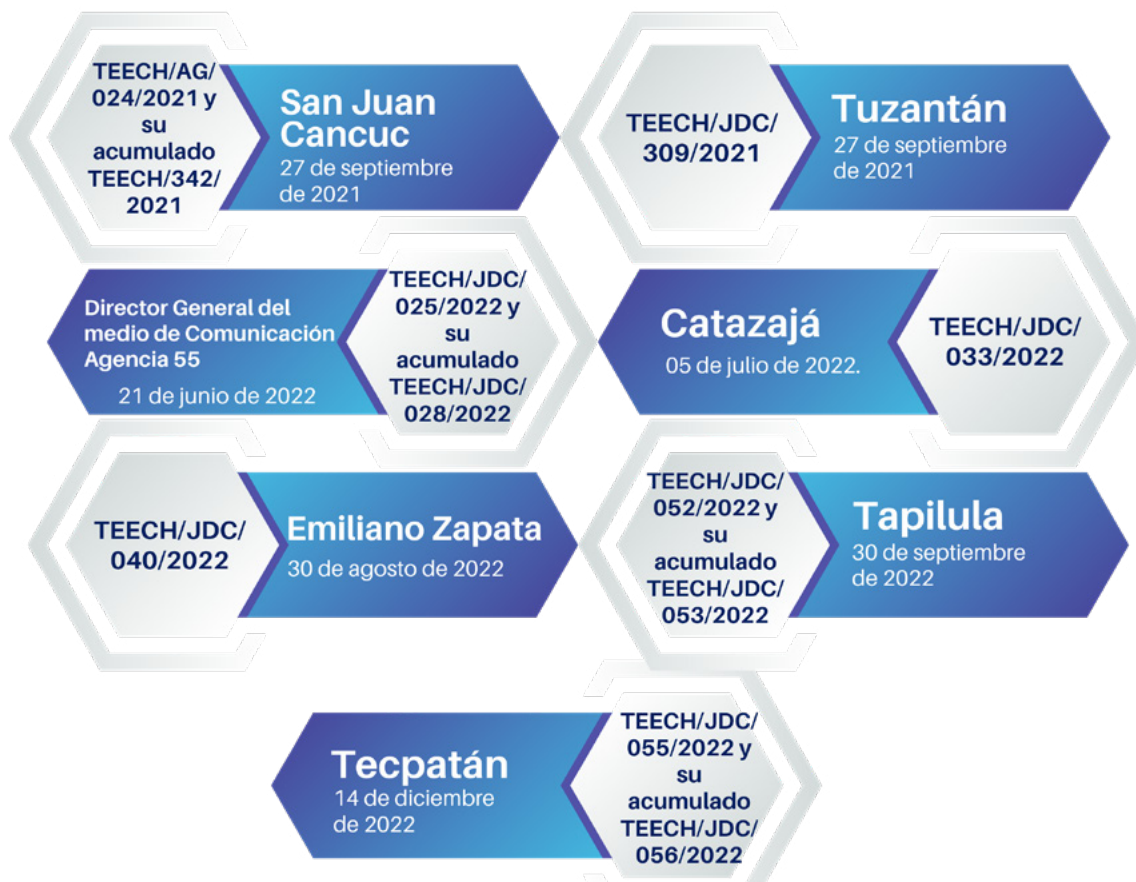 TEECH/AG/
024/2021 y
su
acumulado
TEECH/342/
2021
San Juan
Cancuc
27 de septiembre
de 2021
TEECH/JDC/
309/2021
Tuzantán
27 de septiembre
de 2021
Director General del
medio de Comunicación
Agencia 55
21 de junio de 2022
TEECH/JDC/
025/2022 y
su
acumulado
TEECH/JDC/
028/2022
Catazajá
05 de julio de 2022.
TEECH/JDC/
033/2022
TEECH/JDC/
040/2022
Emiliano Zapata
30 de agosto de 2022
TEECH/JDC/
052/2022 y
su
acumulado
TEECH/JDC/
053/2022
Tapilula
30 de septiembre
de 2022
Tecpatán
14 de diciembre
de 2022
TEECH/JDC/
055/2022 y
su
acumulado
TEECH/JDC/
056/2022